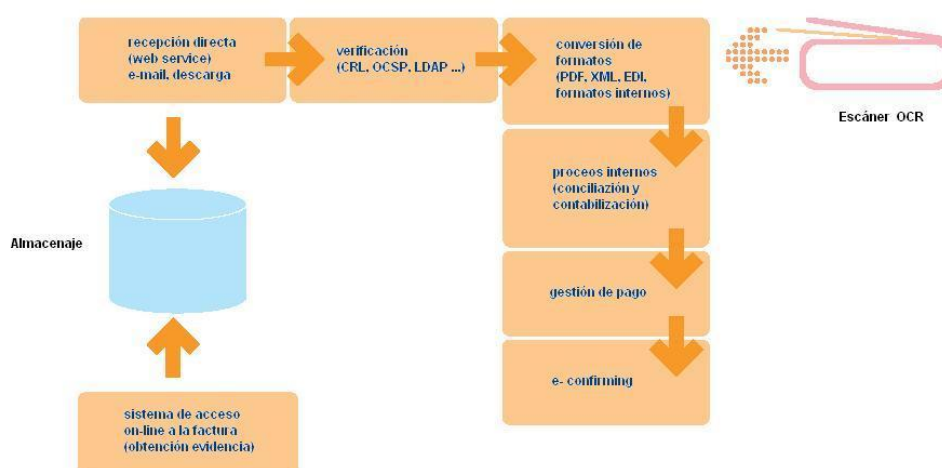 recepción directa
(web service)
e-mail, descarga
verificación
(CRL, OCSP, LDAP ...)
conversión de
formatos
(PDF, XML, EDI,
formatos internos)
Escáner OCR
proceos internos
(conciliazión y
contabilización)
Almacenaje
gestión de pago
e- confirming
sistema de acceso
on-line a la factura
(obtención evidencia)